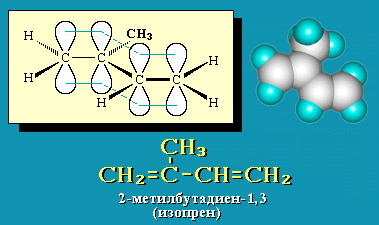 H CH₃
C C H
H C C
H H
CH₃
CH₂=C-CH=CH₂
2-метилбутадиен-1,3
(изопрен)